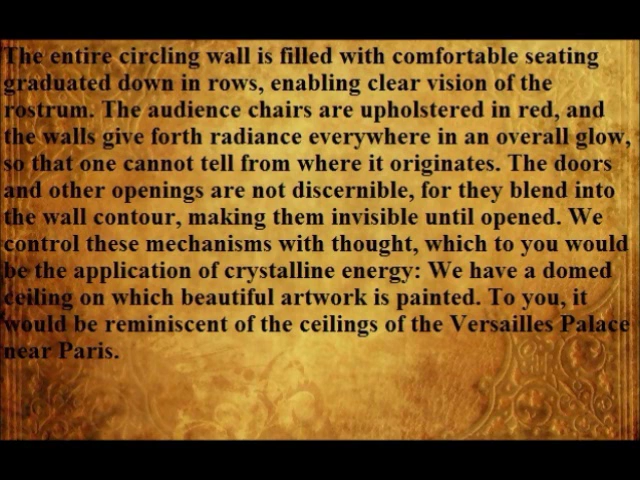 The entire circling wall is filled with comfortable seating
graduated down in rows, enabling clear vision of the
rostrum. The audience chairs are upholstered in red, and
the walls give forth radiance everywhere in an overall glow,
so that one cannot tell from where it originates. The doors
and other openings are not discernible, for they blend into
the wall contour, making them invisible until opened. We
control these mechanisms with thought, which to you would
be the application of crystalline energy: We have a domed
ceiling on which beautiful artwork is painted. To you, it
would be reminiscent of the ceilings of the Versailles Palace
near Paris.